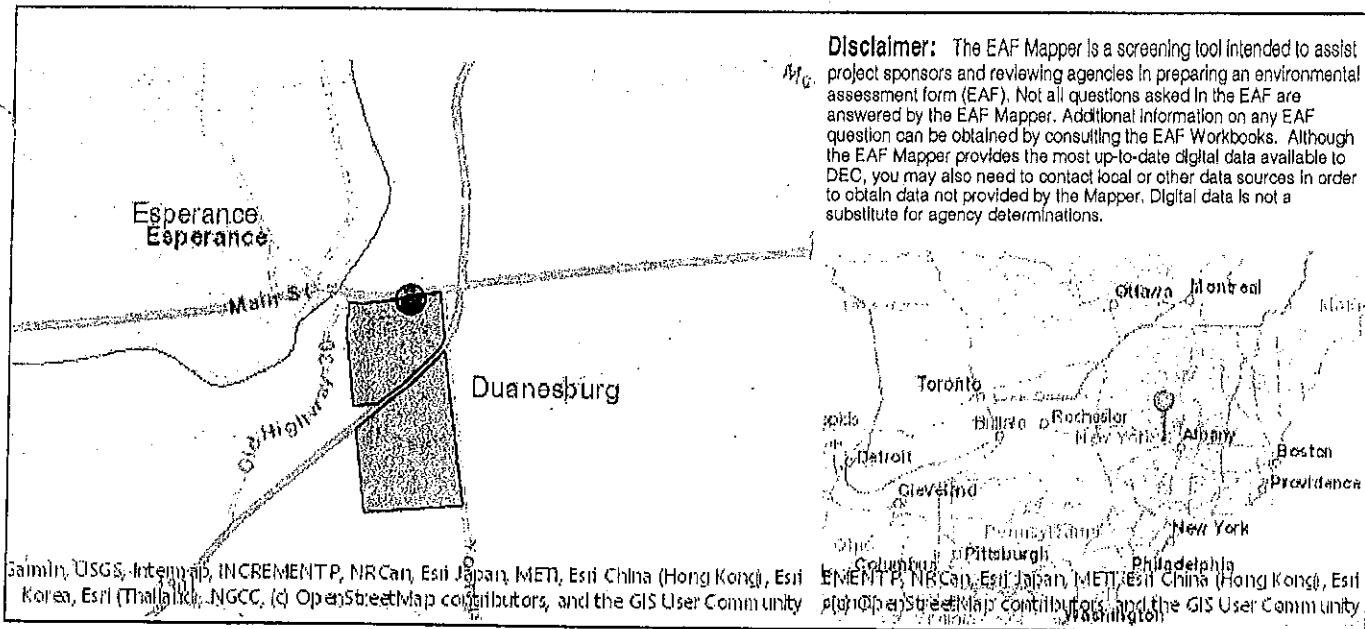 Disclaimer: The EAF Mapper is a screening tool intended to assist
project sponsors and reviewing agencies in preparing an environmental
assessment form (EAF). Not all questions asked in the EAF are
answered by the EAF Mapper. Additional information on any EAF
question can be obtained by consulting the EAF Workbooks. Although
the EAF Mapper provides the most up-to-date digital data available to
DEC, you may also need to contact local or other data sources in order
to obtain data not provided by the Mapper. Digital data is not a
substitute for agency determinations.
Esperance
Esperance
Main St
Old Highway 30
Duanesburg
Garmin, USGS, Intermap, INCREMENT P, NRCan, Esri Japan, METI, Esri China (Hong Kong), Esri
Korea, Esri (Thailand), NGCC, (c) OpenStreetMap contributors, and the GIS User Community
Ottawa
Montreal
Toronto
Rochester
New York
Albany
Detroit
Boston
Providence
Cleveland
Pennsylvania
New York
Pittsburgh
Columbus
Philadelphia
EMENT P, NRCan, Esri Japan, METI, Esri China (Hong Kong), Esri
OpenStreetMap contributors, and the GIS User Community
Washington